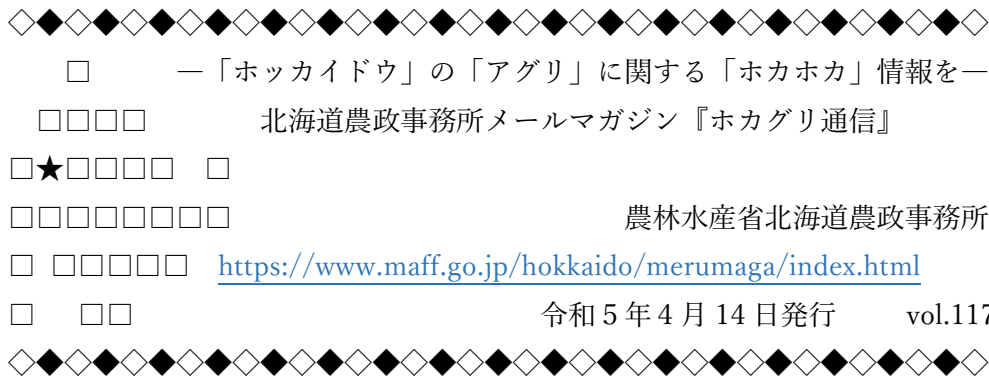 ◇◆◇◆◇◆◇◆◇◆◇◆◇◆◇◆◇◆◇◆◇◆◇◆◇◆◇◆◇◆◇◆◇◆◇◆◇◆◇◆◇◆◇◆◇
□ ―「ホッカイドウ」の「アグリ」に関する「ホカホカ」情報を―
□□□□ 北海道農政事務所メールマガジン『ホカグリ通信』
□★□□□□ □
□□□□□□□□ 農林水産省北海道農政事務所
□ □□□□□ https://www.maff.go.jp/hokkaido/merumaga/index.html
□ □□ 令和５年４月 14 日発行 vol.117
◇◆◇◆◇◆◇◆◇◆◇◆◇◆◇◆◇◆◇◆◇◆◇◆◇◆◇◆◇◆◇◆◇◆◇◆◇◆◇◆◇◆◇◆◇